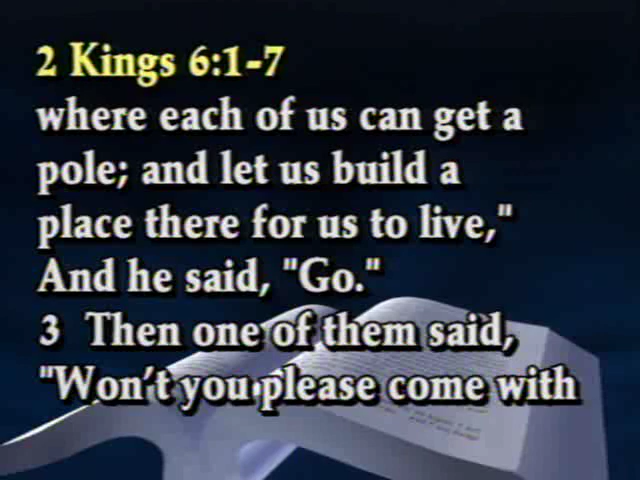 2 Kings 6:1-7
where each of us can get a
pole; and let us build a
place there for us to live,"
And he said, "Go."
3 Then one of them said,
"Won't you please come with